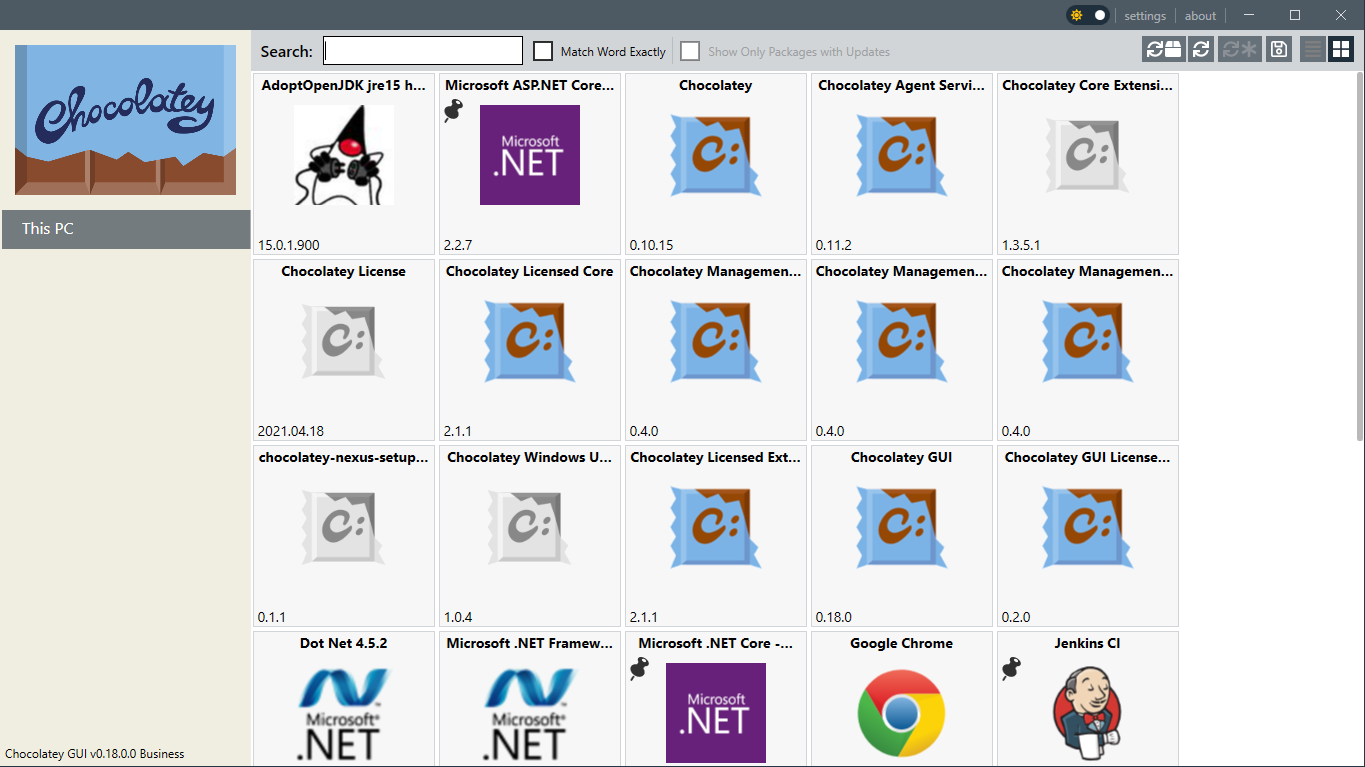 settings
about
Chocolatey
Search:
Match Word Exactly
Show Only Packages with Updates
This PC
AdoptOpenJDK jre15 h...
15.0.1.900
Microsoft ASP.NET Core...
Microsoft
.NET
2.2.7
Chocolatey
C:
0.10.15
Chocolatey Agent Servi...
C:
0.11.2
Chocolatey Core Extensi...
C:
1.3.5.1
Chocolatey License
C:
2021.04.18
Chocolatey Licensed Core
C:
2.1.1
Chocolatey Managemen...
C:
0.4.0
Chocolatey Managemen...
C:
0.4.0
Chocolatey Managemen...
C:
0.4.0
chocolatey-nexus-setup...
C:
0.1.1
Chocolatey Windows U...
C:
1.0.4
Chocolatey Licensed Ext...
C:
2.1.1
Chocolatey GUI
C:
0.18.0
Chocolatey GUI License...
C:
0.2.0
Dot Net 4.5.2
Microsoft®
.NET
Microsoft .NET Framew...
Microsoft®
.NET
Microsoft .NET Core -...
Microsoft
.NET
Google Chrome
Jenkins CI
Chocolatey GUI v0.18.0.0 Business